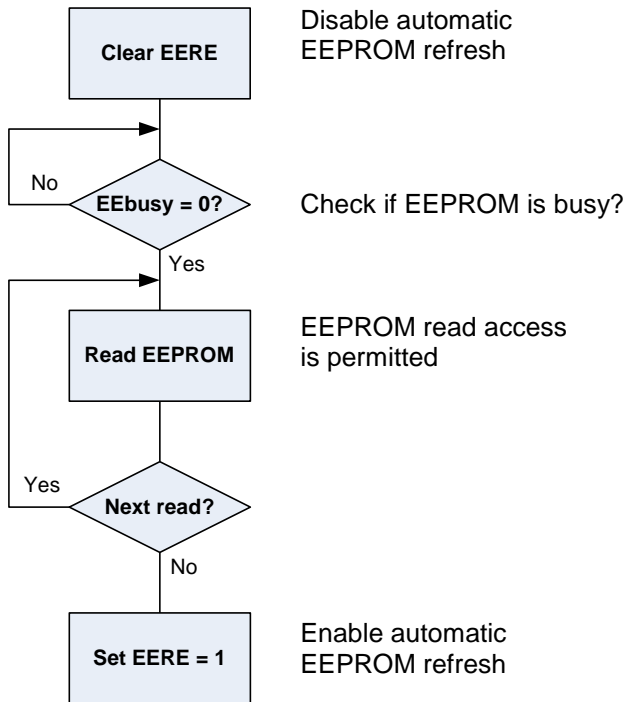 Clear EERE
Disable automatic
EEPROM refresh
No
EEbusy = 0?
Check if EEPROM is busy?
Yes
Read EEPROM
EEPROM read access
is permitted
Yes
Next read?
No
Set EERE = 1
Enable automatic
EEPROM refresh